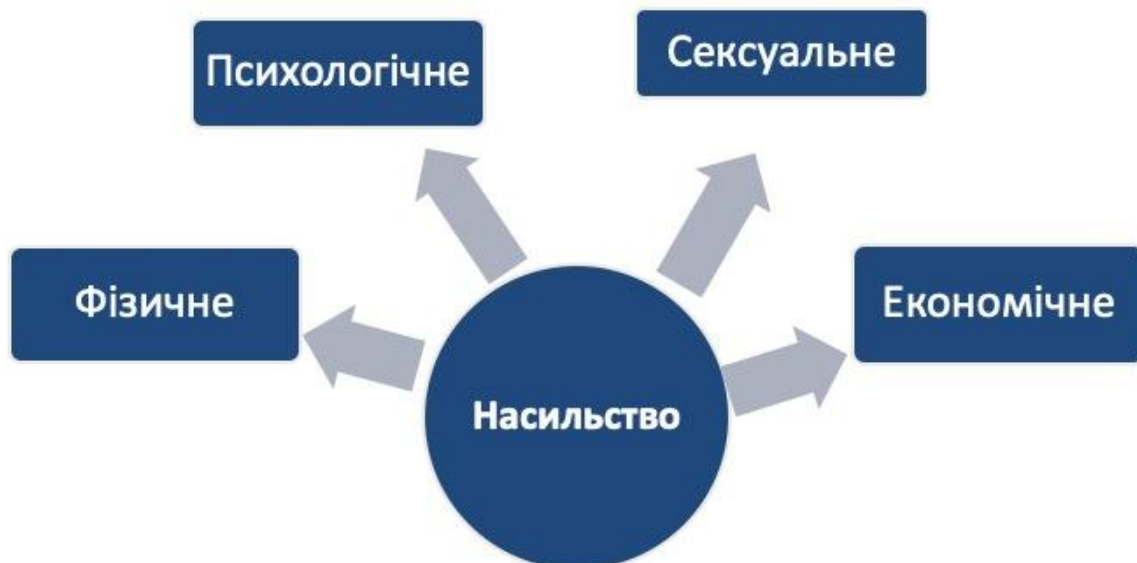 Психологічне
Сексуальне
Фізичне
Економічне
Насильство